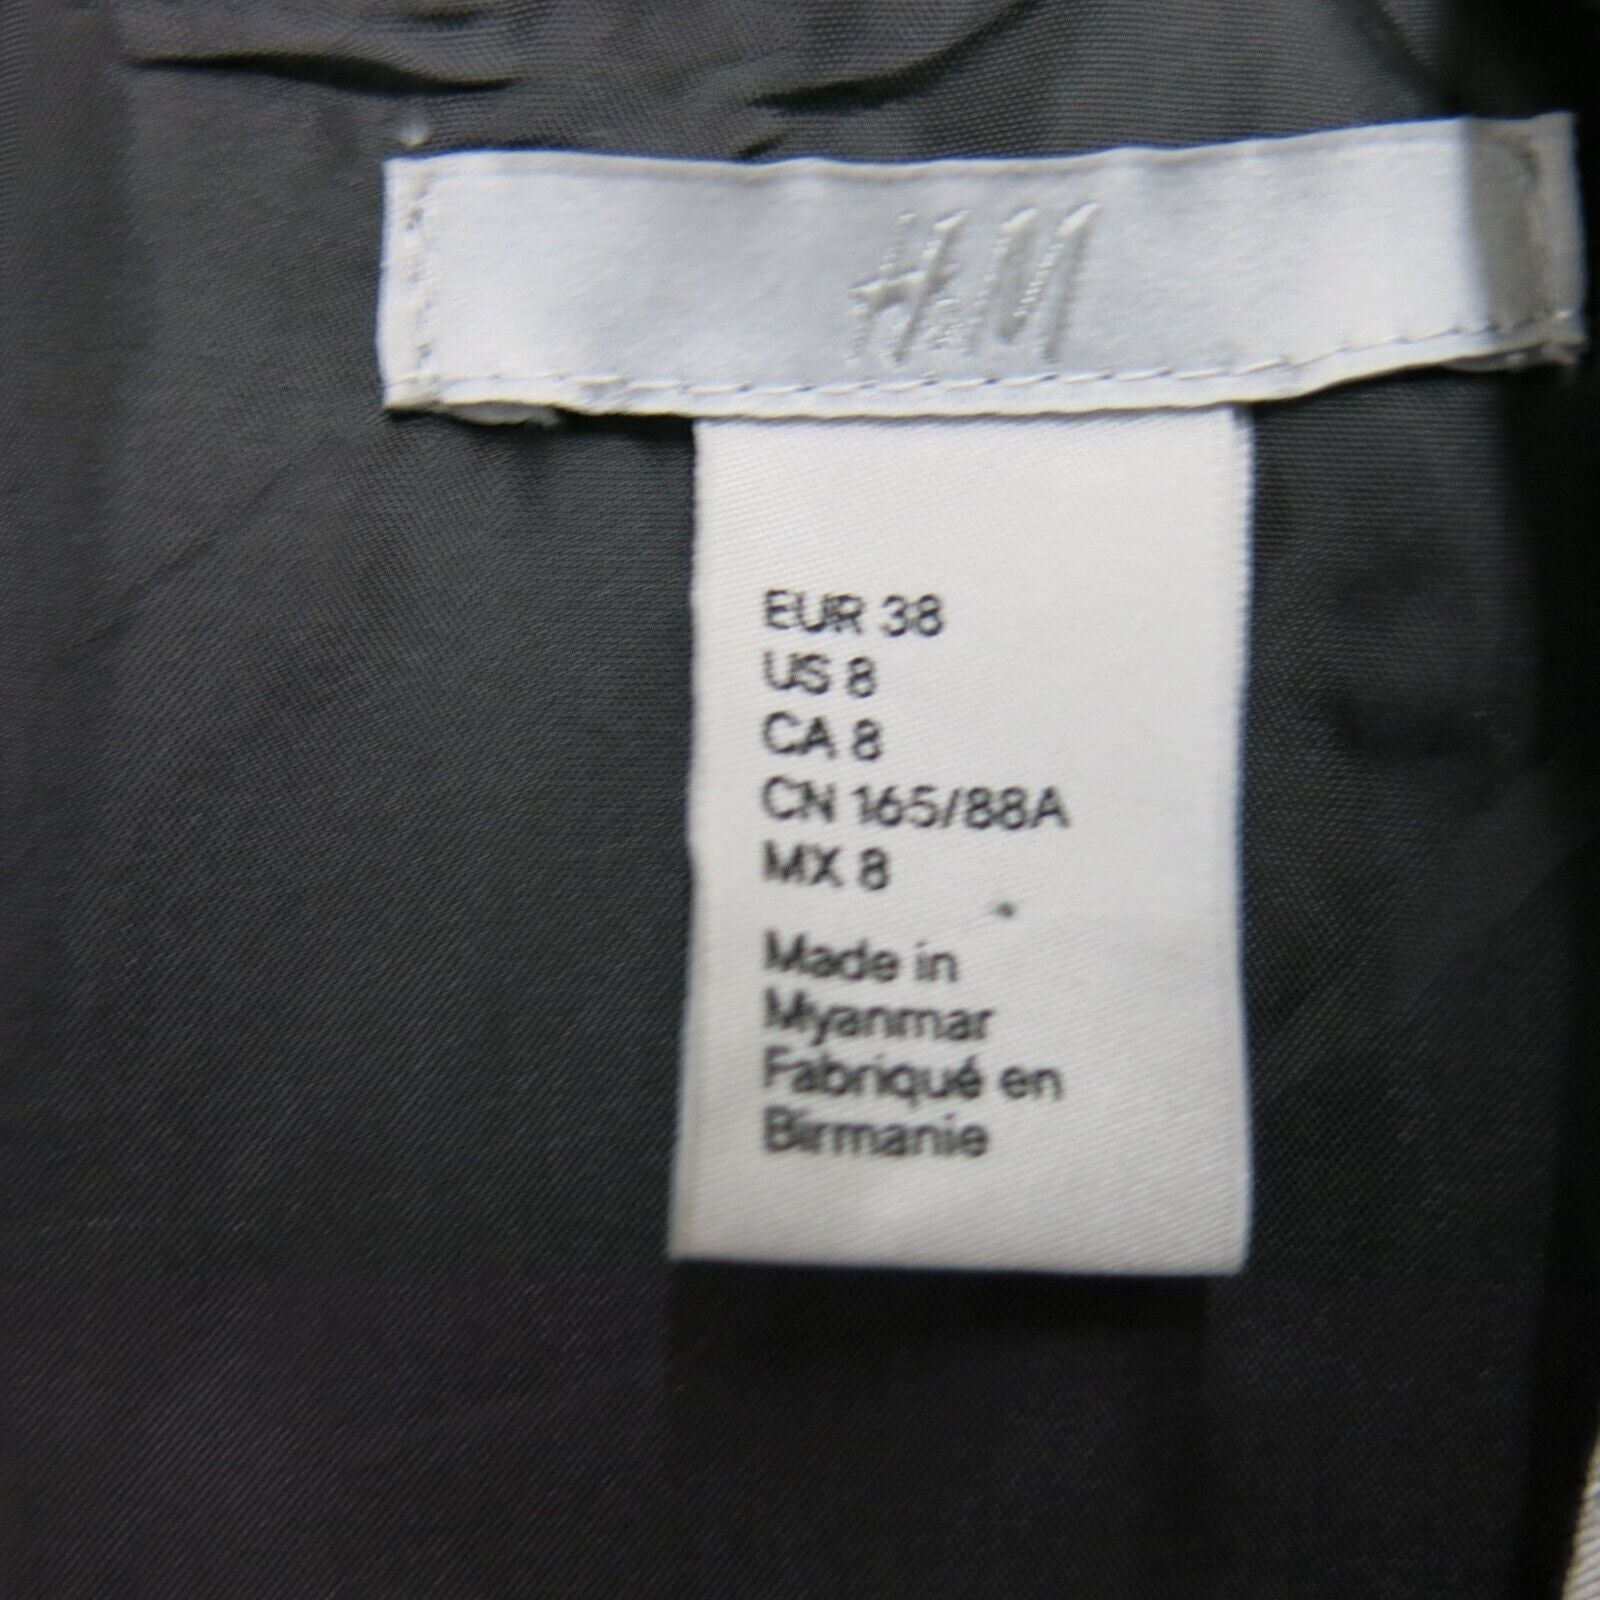 H&M
EUR 38
US 8
CA 8
CN 165/88A
MX 8
Made in
Myanmar
Fabriqué en
Birmanie